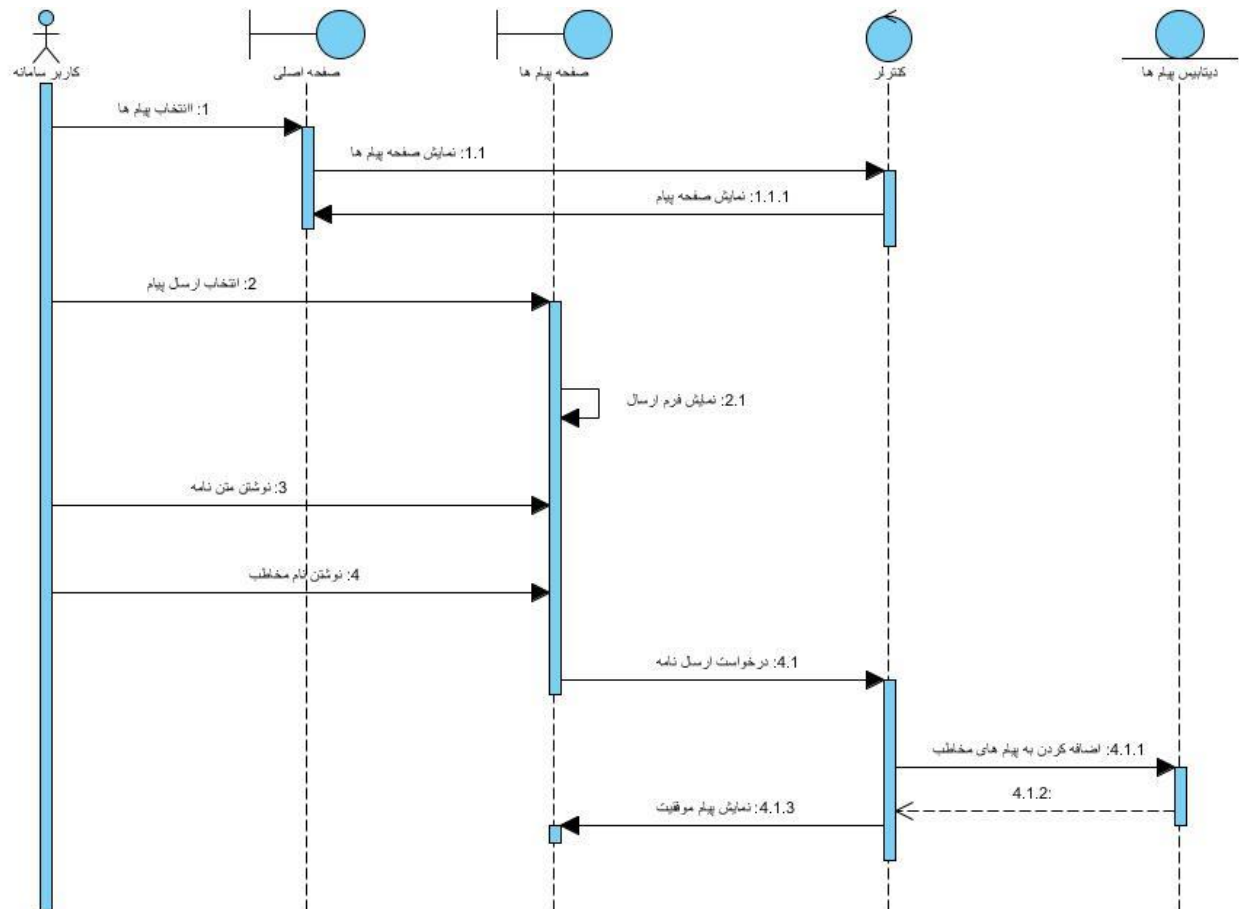 کاربر سامانه
صفحه اصلی
صفحه پیام ها
کنترلر
دیتابیس پیام ها
1: اانتخاب پیام ها
1.1: نمایش صفحه پیام ها
1.1.1: نمایش صفحه پیام
2: انتخاب ارسال پیام
2.1: نمایش فرم ارسال
3: نوشتن متن نامه
4: نوشتن نام مخاطب
4.1: درخواست ارسال نامه
4.1.1: اضافه کردن به پیام های مخاطب
4.1.2:
4.1.3: نمایش پیام موفقیت